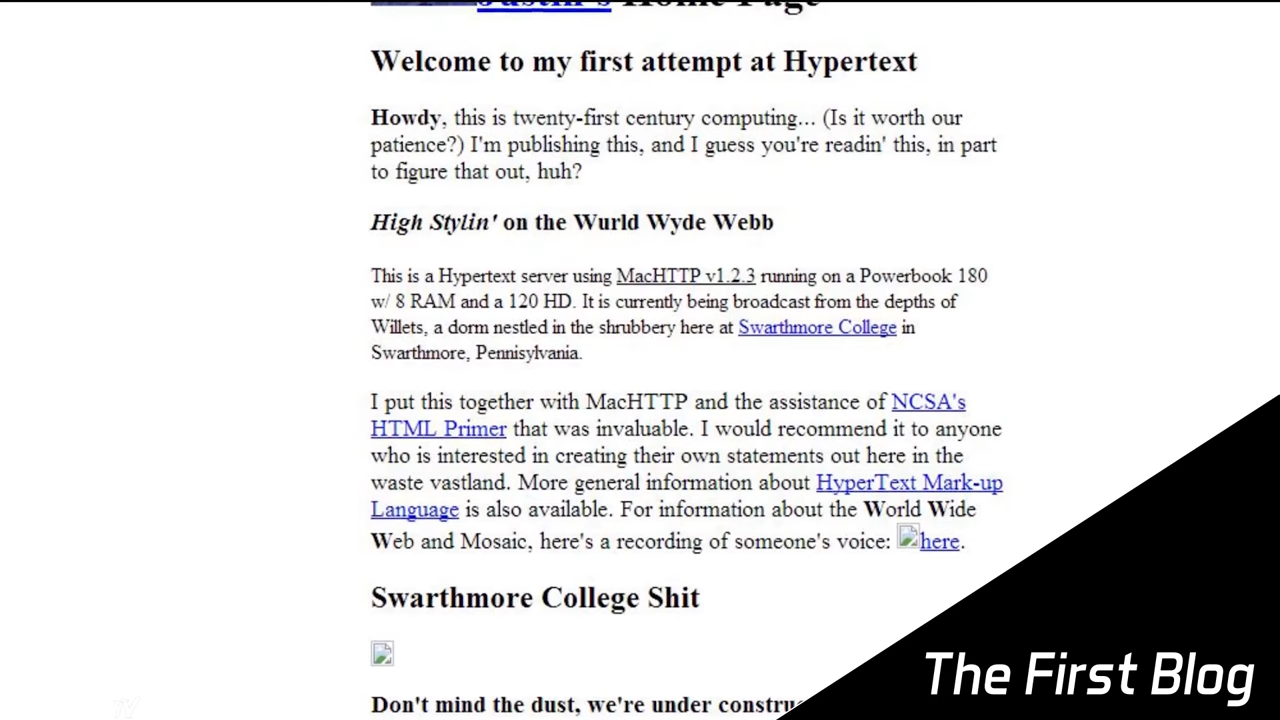 Justin's Home Page
Welcome to my first attempt at Hypertext
Howdy, this is twenty-first century computing... (Is it worth our
patience?) I'm publishing this, and I guess you're readin' this, in part
to figure that out, huh?
High Stylin' on the Wurld Wyde Webb
This is a Hypertext server using MacHTTP v1.2.3 running on a Powerbook 180
w/ 8 RAM and a 120 HD. It is currently being broadcast from the depths of
Willets, a dorm nestled in the shrubbery here at Swarthmore College in
Swarthmore, Pennisylvania.
I put this together with MacHTTP and the assistance of NCSA's
HTML Primer that was invaluable. I would recommend it to anyone
who is interested in creating their own statements out here in the
waste vastland. More general information about HyperText Mark-up
Language is also available. For information about the World Wide
Web and Mosaic, here's a recording of someone's voice: here.
Swarthmore College Shit
Don't mind the dust, we're under constru
The First Blog